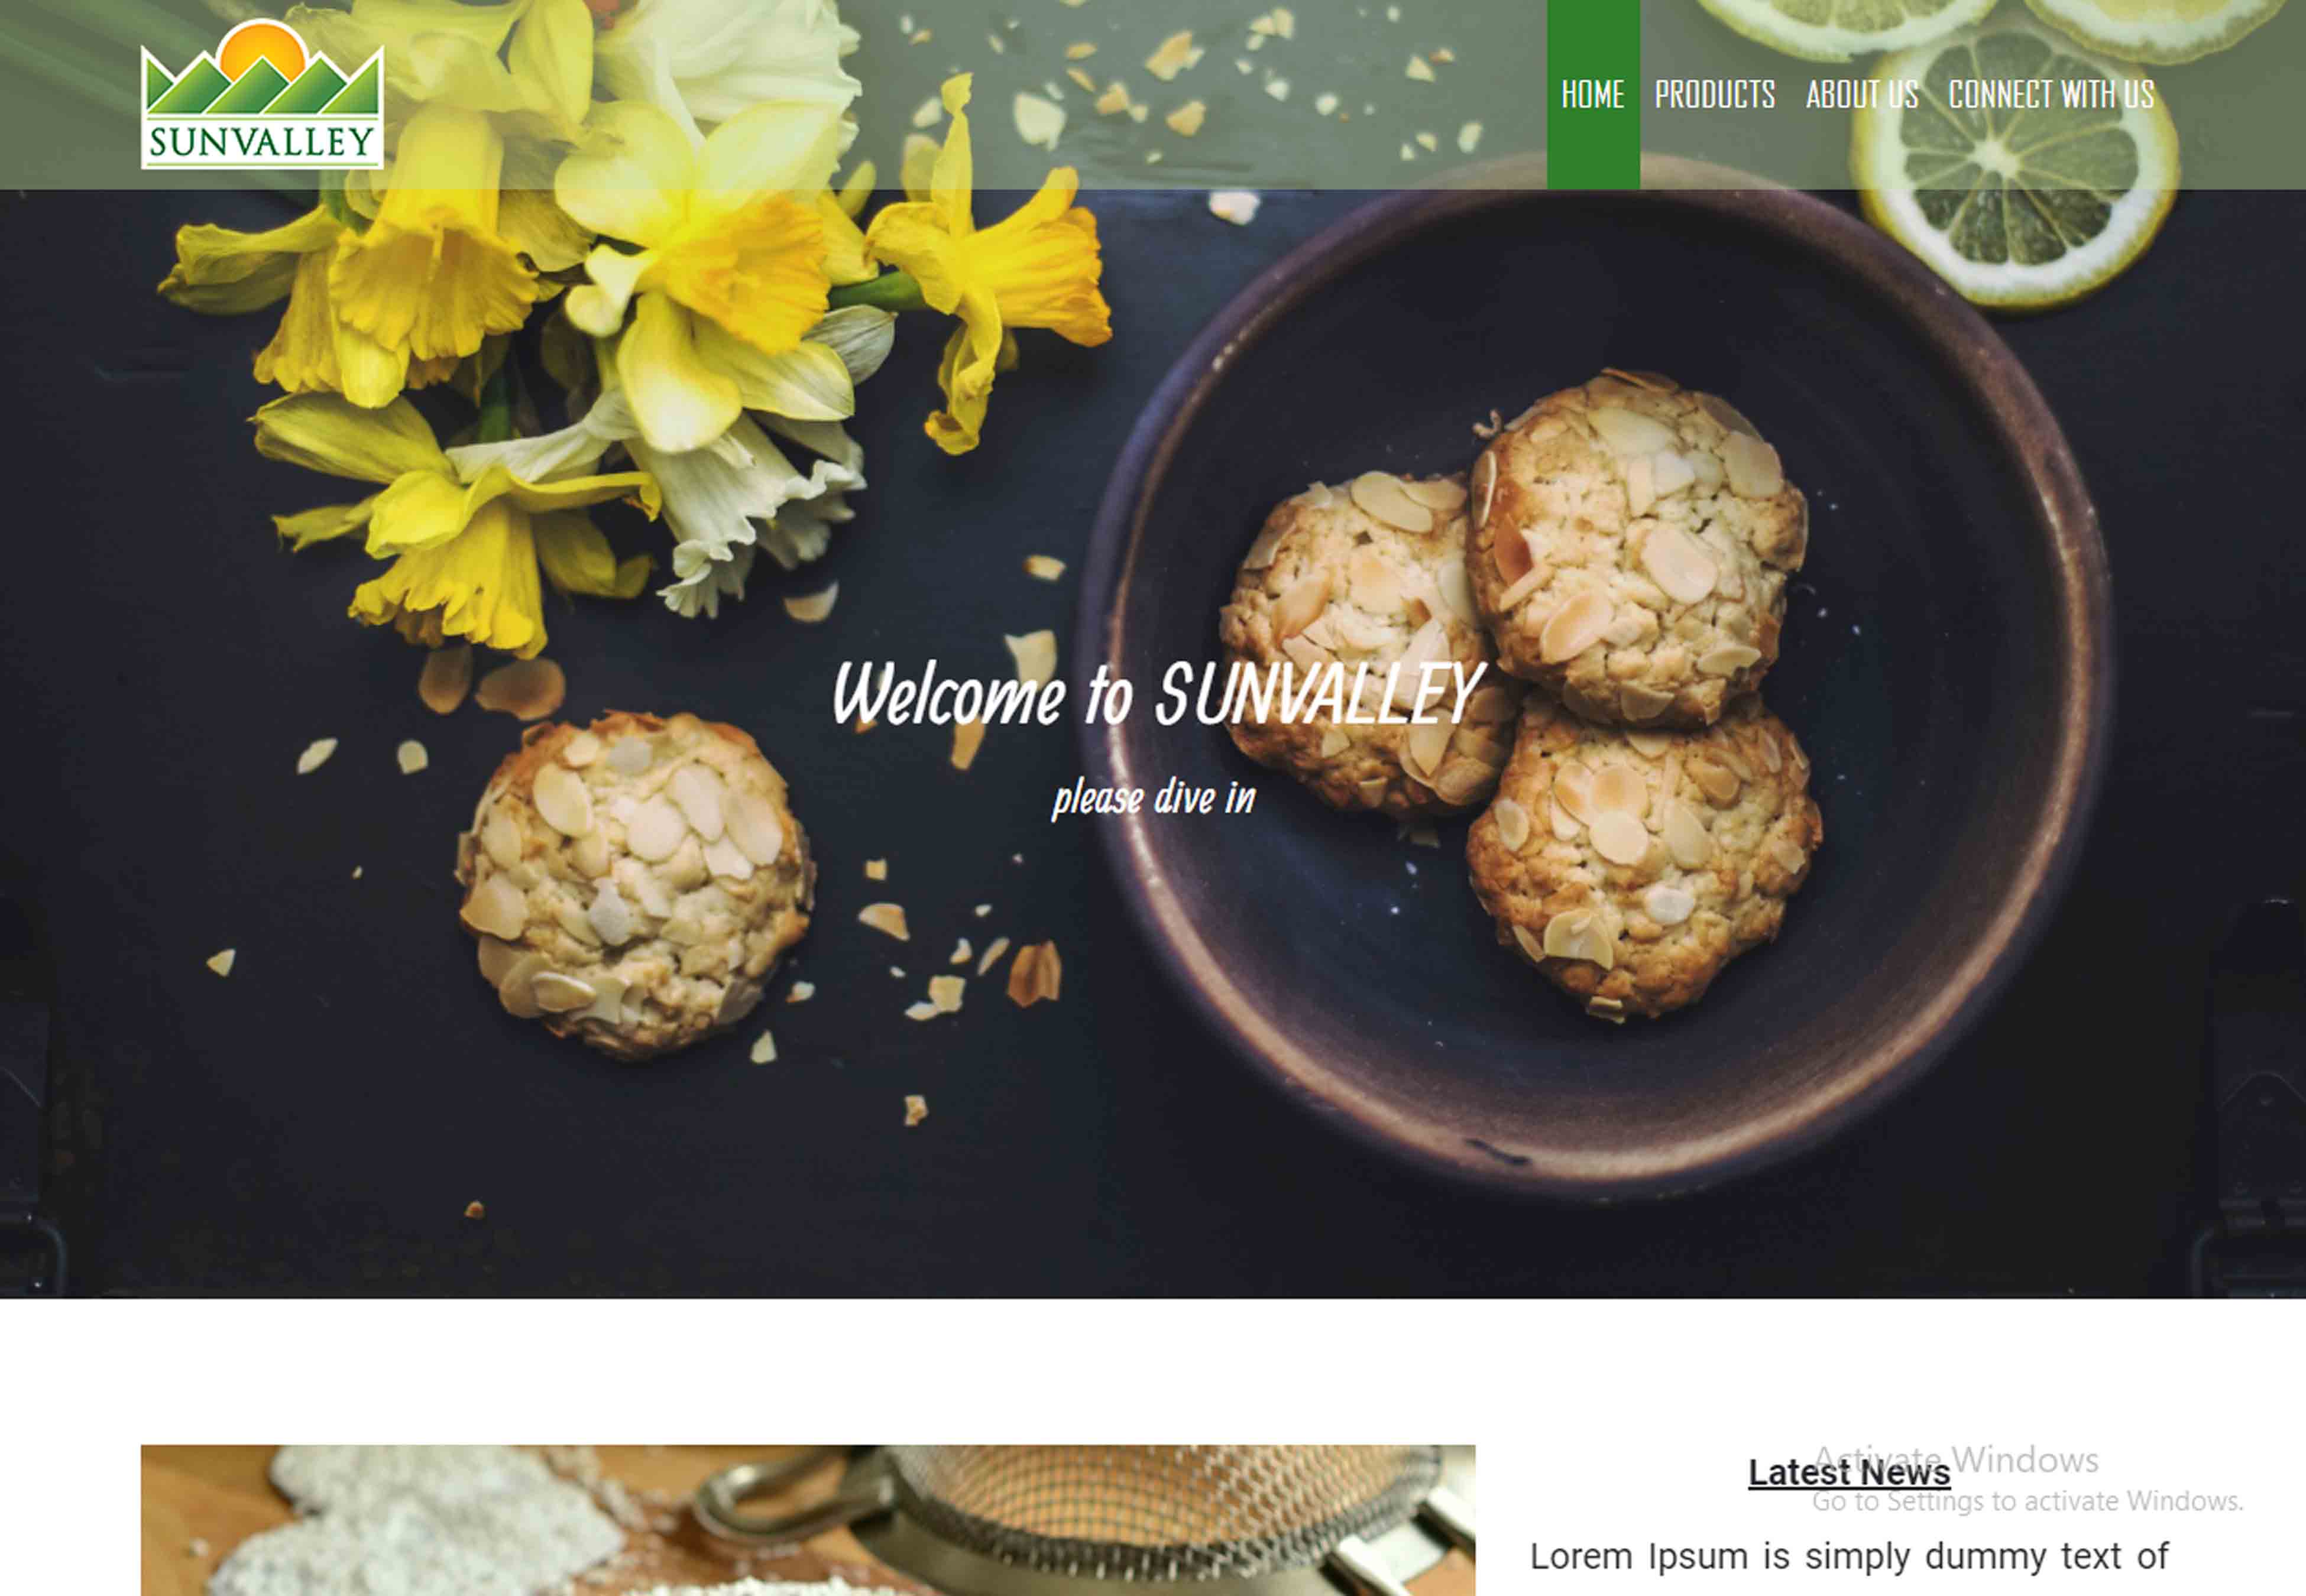 SUNVALLEY
HOME PRODUCTS ABOUT US CONNECT WITH US
Welcome to SUNVALLEY
please dive in
Latest News
Activate Windows
Go to Settings to activate Windows.
Lorem Ipsum is simply dummy text of